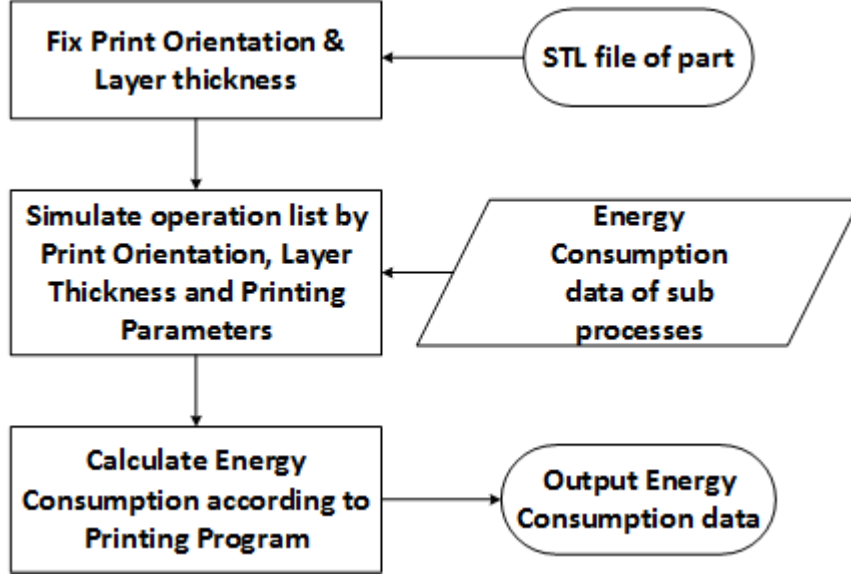 Fix Print Orientation &
Layer thickness
STL file of part
Simulate operation list by
Print Orientation, Layer
Thickness and Printing
Parameters
Energy
Consumption
data of sub
processes
Calculate Energy
Consumption according to
Printing Program
Output Energy
Consumption data